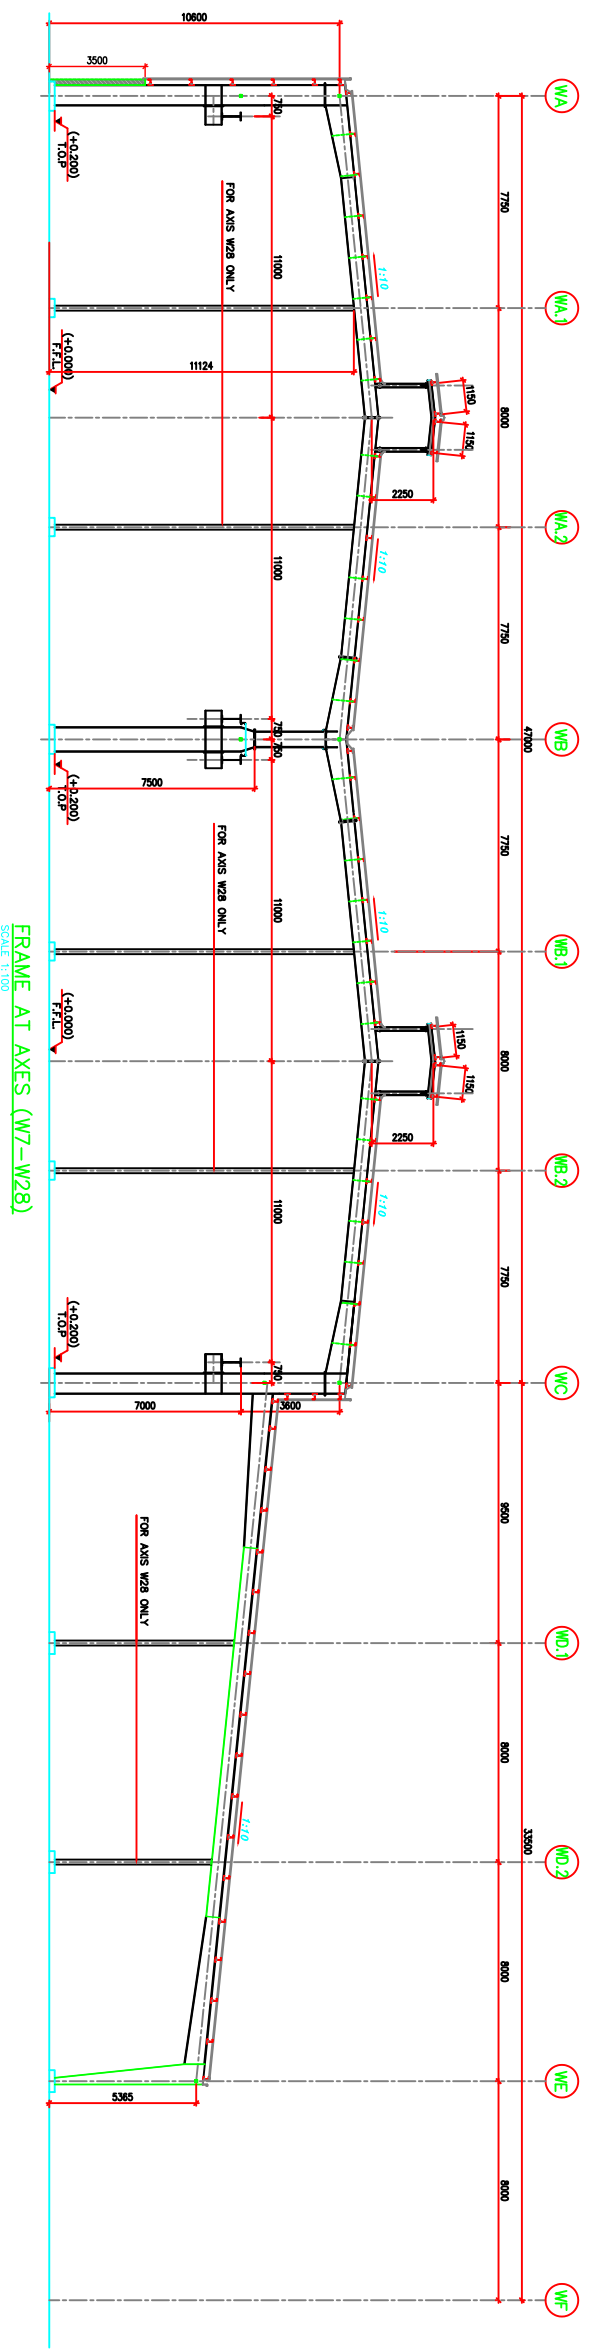 WA
WA.1
WA.2
WB
WB.1
WB.2
WC
WD.1
WD.2
WE
WF
47000
33500
7750
8000
7750
7750
8000
7750
9500
8000
8000
8000
1150
1150
1150
1150
2250
2250
1:10
1:10
1:10
1:10
1:10
10600
3500
750
11000
11000
750
750
11000
11000
750
11124
7500
7000
3600
5365
FOR AXIS W28 ONLY
FOR AXIS W28 ONLY
FOR AXIS W28 ONLY
(+0.200)
T.O.P
(+0.000)
F.F.L.
(+0.200)
T.O.P
(+0.000)
F.F.L.
(+0.200)
T.O.P
FRAME AT AXES (W7-W28)
SCALE 1:100